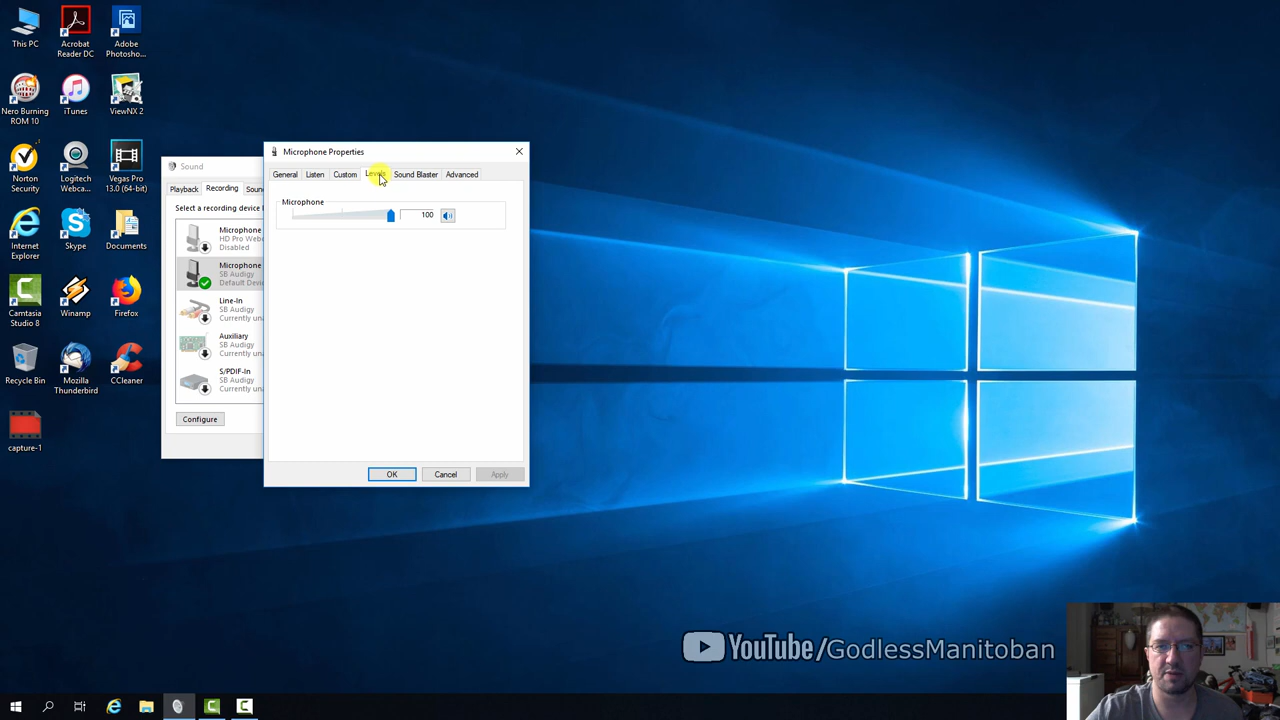 This PC
Acrobat
Reader DC
Adobe
Photosho...
Nero Burning
ROM 10
iTunes
ViewNX 2
Norton
Security
Logitech
Webca...
Vegas Pro
13.0 (64-bit)
Internet
Explorer
Skype
Documents
Camtasia
Studio 8
Winamp
Firefox
Recycle Bin
Mozilla
Thunderbird
CCleaner
capture-1
Sound
Playback
Recording
Select a recording device
Microphone
HD Pro Web
Disabled
Microphone
SB Audigy
Default Devi
Line-In
SB Audigy
Currently un
Auxiliary
SB Audigy
Currently un
S/PDIF-In
SB Audigy
Currently un
Configure
Microphone Properties
General
Listen
Custom
Levels
Sound Blaster
Advanced
Microphone
100
OK
Cancel
Apply
YouTube/GodlessManitoban